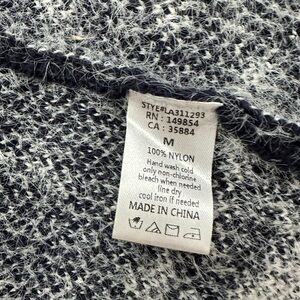 STYE#LA311293
RN : 149854
CA : 35884
M
100% NYLON
Hand wash cold
only non-chlorine
bleach when needed
line dry
cool iron if needed
MADE IN CHINA